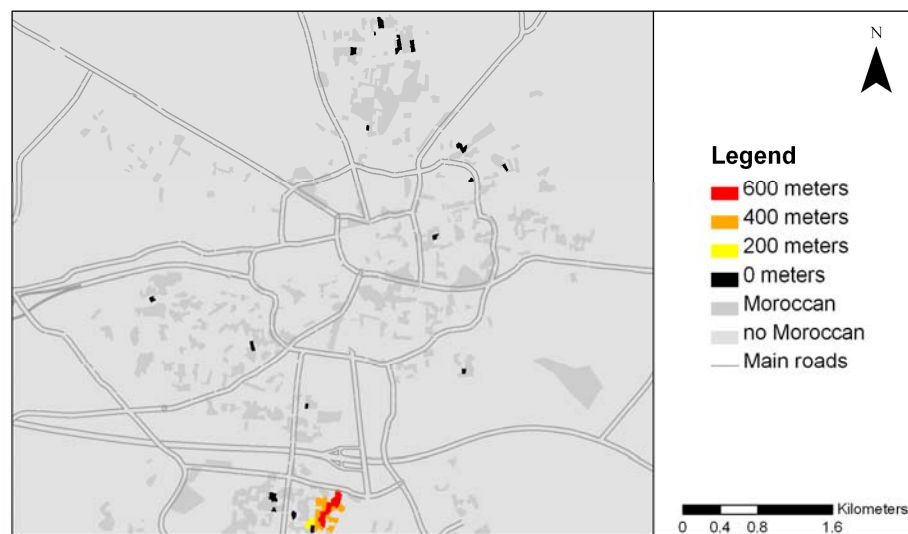 N
Legend
600 meters
400 meters
200 meters
0 meters
Moroccan
no Moroccan
Main roads
Kilometers
0 0.4 0.8 1.6